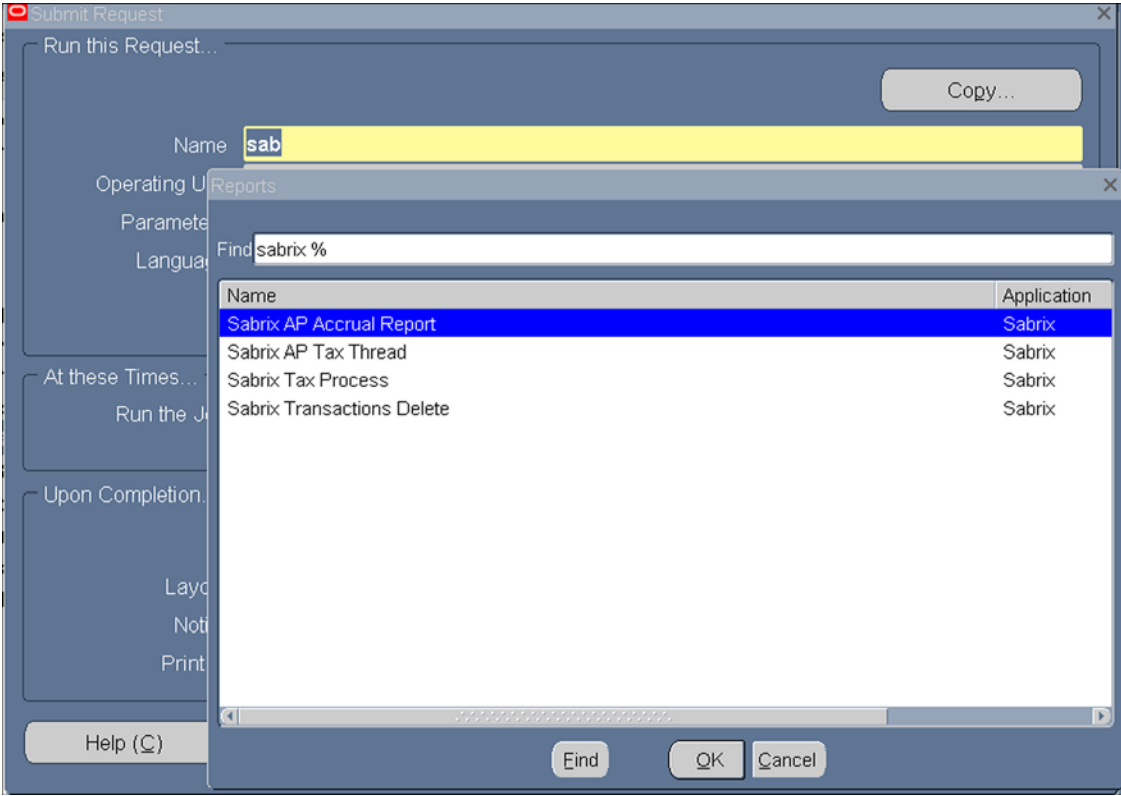 Submit Request
Run this Request...
Copy...
Name sab
Operating U
Paramete
Langua
Reports
Find sabrix %
Name Application
Sabrix AP Accrual Report Sabrix
Sabrix AP Tax Thread Sabrix
Sabrix Tax Process Sabrix
Sabrix Transactions Delete Sabrix
At these Times...
Run the J
Upon Completion.
Layo
Noti
Print
Help (C)
Find OK Cancel